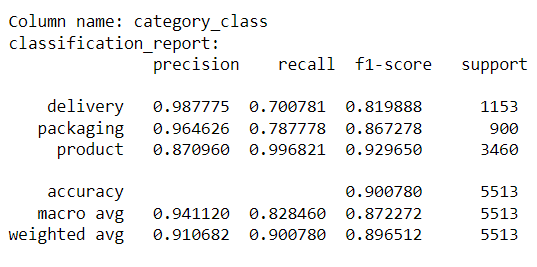 Column name: category_class
classification_report:
precision recall f1-score support
delivery 0.987775 0.700781 0.819888 1153
packaging 0.964626 0.787778 0.867278 900
product 0.870960 0.996821 0.929650 3460
accuracy 0.900780 5513
macro avg 0.941120 0.828460 0.872272 5513
weighted avg 0.910682 0.900780 0.896512 5513